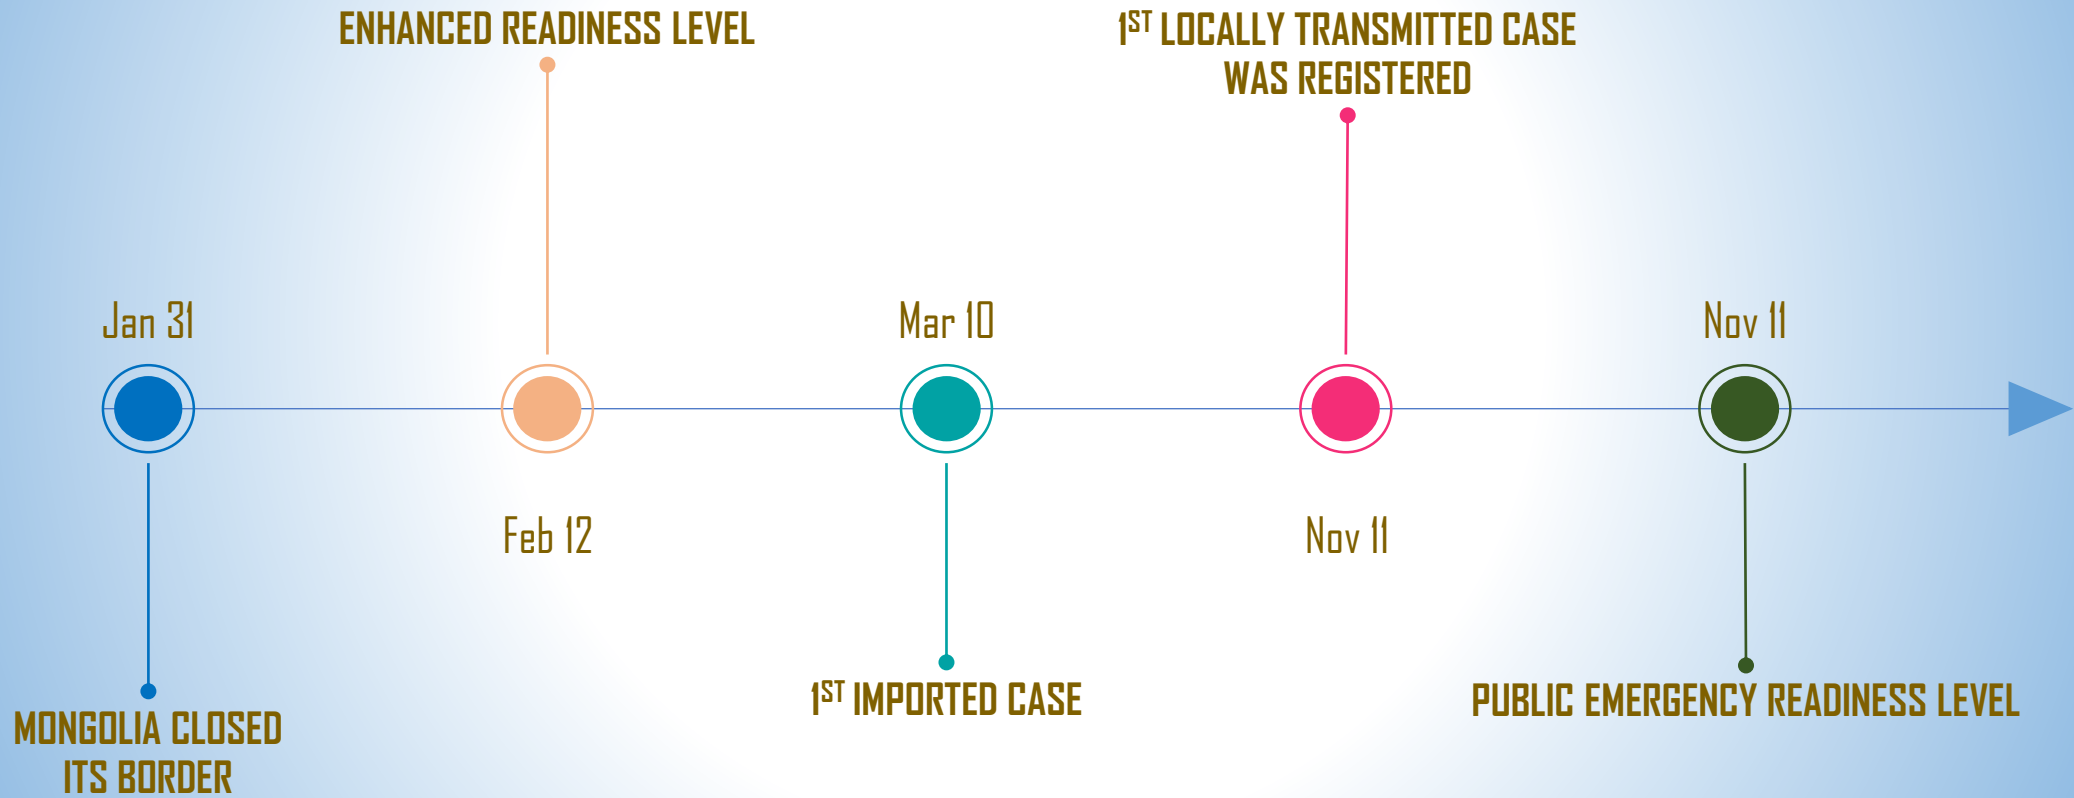 ENHANCED READINESS LEVEL
1ST LOCALLY TRANSMITTED CASE
WAS REGISTERED
Jan 31
Mar 10
Nov 11
Feb 12
Nov 11
MONGOLIA CLOSED
ITS BORDER
1ST IMPORTED CASE
PUBLIC EMERGENCY READINESS LEVEL